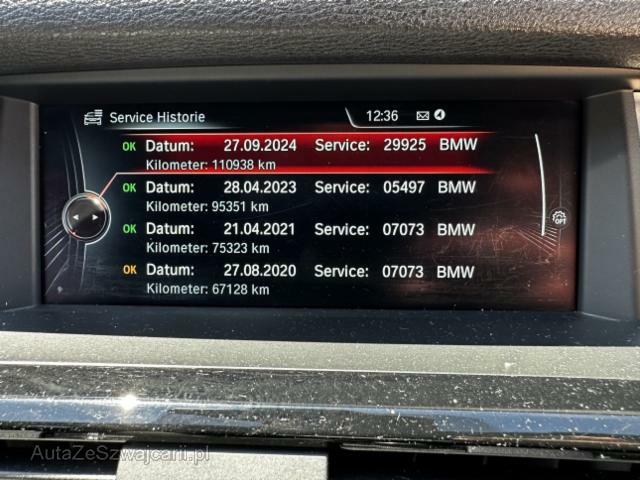 Service Historie 12:36
OK Datum: 27.09.2024 Service: 29925 BMW
Kilometer: 110938 km
OK Datum: 28.04.2023 Service: 05497 BMW
Kilometer: 95351 km
OK Datum: 21.04.2021 Service: 07073 BMW
Kilometer: 75323 km
OK Datum: 27.08.2020 Service: 07073 BMW
Kilometer: 67128 km
OPT
AutaZeSzwajcarii.pl